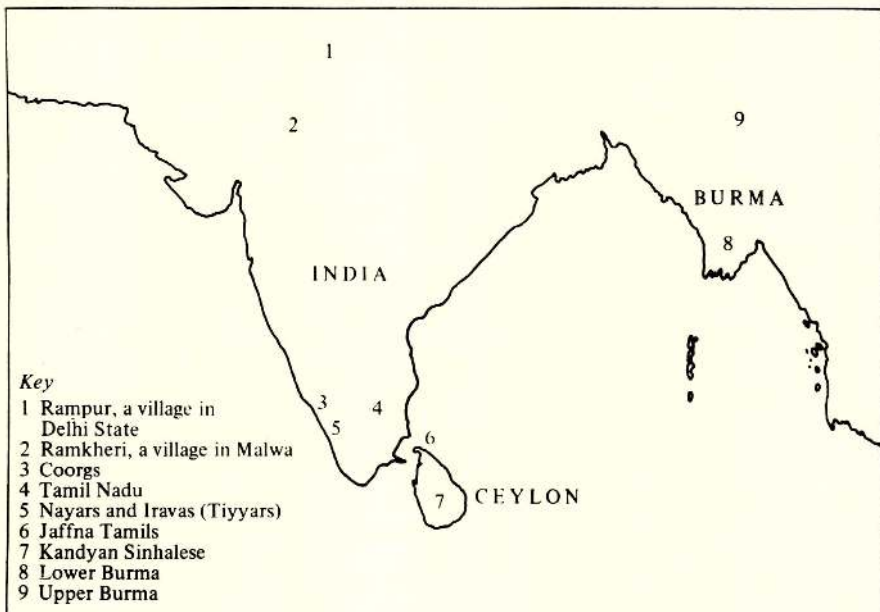 1
2
9
BURMA
8
INDIA
3
4
5
6
7
CEYLON
Key
1 Rampur, a village in
Delhi State
2 Ramkheri, a village in Malwa
3 Coorgs
4 Tamil Nadu
5 Nayars and Iravas (Tiyyars)
6 Jaffna Tamils
7 Kandyan Sinhalese
8 Lower Burma
9 Upper Burma